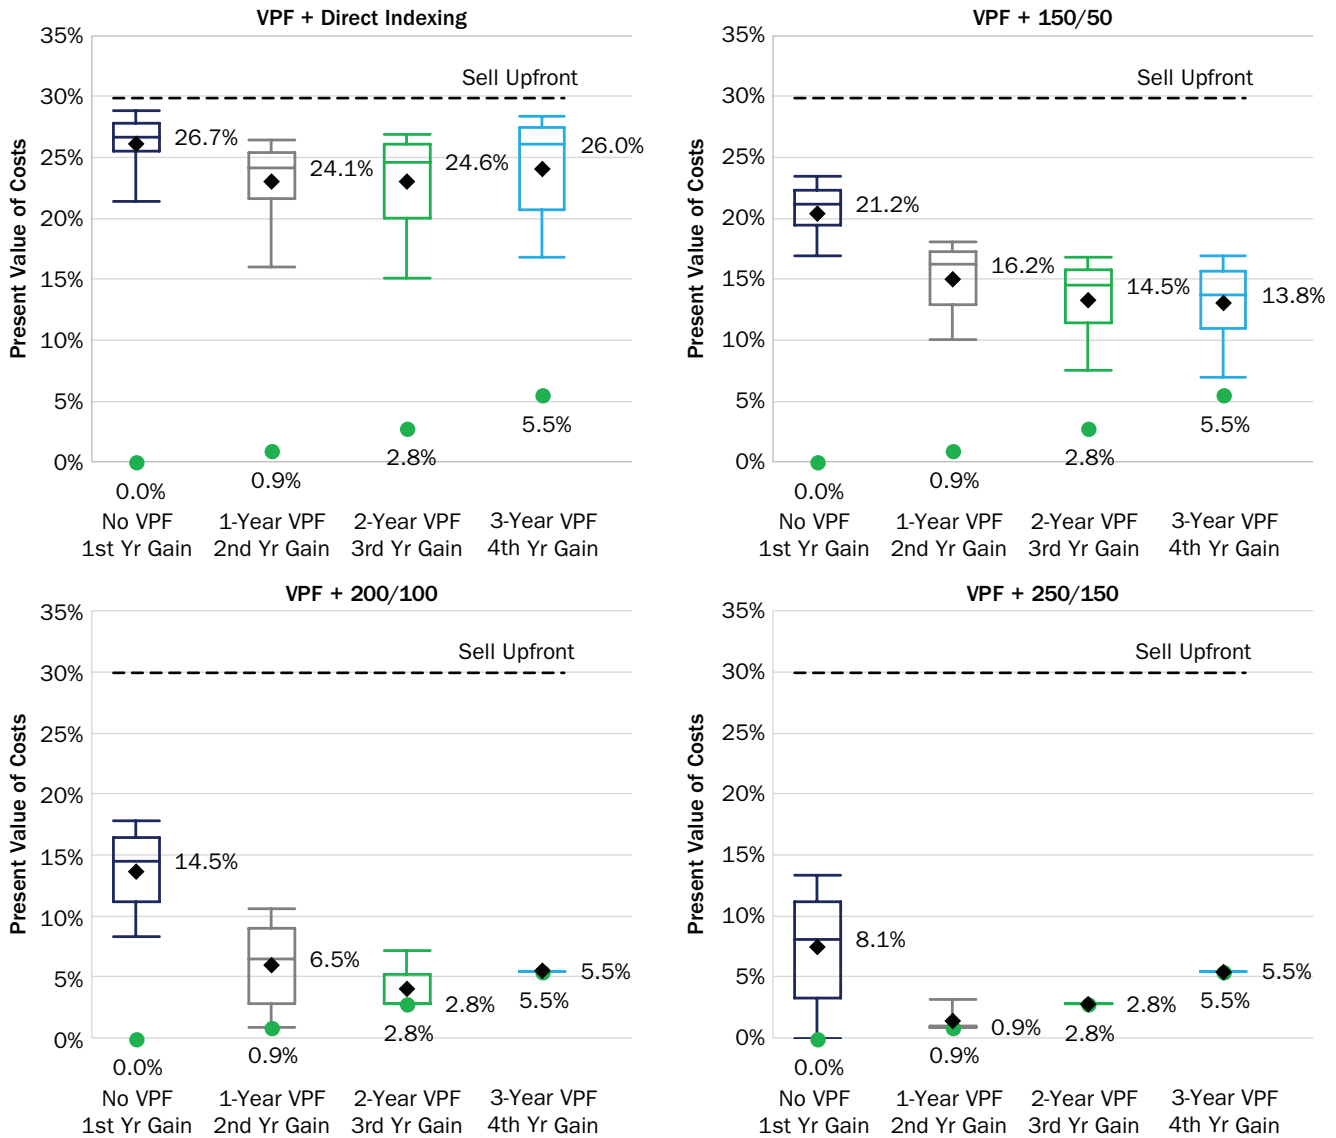 VPF + Direct Indexing
35%
30%
25%
20%
15%
10%
5%
0%
Present Value of Costs
Sell Upfront
26.7%
24.1%
24.6%
26.0%
0.0%
0.9%
2.8%
5.5%
No VPF
1st Yr Gain
1-Year VPF
2nd Yr Gain
2-Year VPF
3rd Yr Gain
3-Year VPF
4th Yr Gain
VPF + 150/50
35%
30%
25%
20%
15%
10%
5%
0%
Present Value of Costs
Sell Upfront
21.2%
16.2%
14.5%
13.8%
0.0%
0.9%
2.8%
5.5%
No VPF
1st Yr Gain
1-Year VPF
2nd Yr Gain
2-Year VPF
3rd Yr Gain
3-Year VPF
4th Yr Gain
VPF + 200/100
35%
30%
25%
20%
15%
10%
5%
0%
Present Value of Costs
Sell Upfront
14.5%
6.5%
2.8%
5.5%
0.0%
0.9%
2.8%
5.5%
No VPF
1st Yr Gain
1-Year VPF
2nd Yr Gain
2-Year VPF
3rd Yr Gain
3-Year VPF
4th Yr Gain
VPF + 250/150
35%
30%
25%
20%
15%
10%
5%
0%
Present Value of Costs
Sell Upfront
8.1%
0.9%
2.8%
5.5%
0.0%
0.9%
2.8%
5.5%
No VPF
1st Yr Gain
1-Year VPF
2nd Yr Gain
2-Year VPF
3rd Yr Gain
3-Year VPF
4th Yr Gain